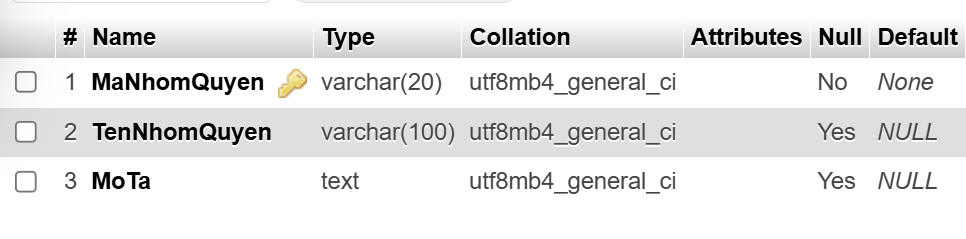 # Name Type Collation Attributes Null Default
1 MaNhomQuyen varchar(20) utf8mb4_general_ci No None
2 TenNhomQuyen varchar(100) utf8mb4_general_ci Yes NULL
3 MoTa text utf8mb4_general_ci Yes NULL